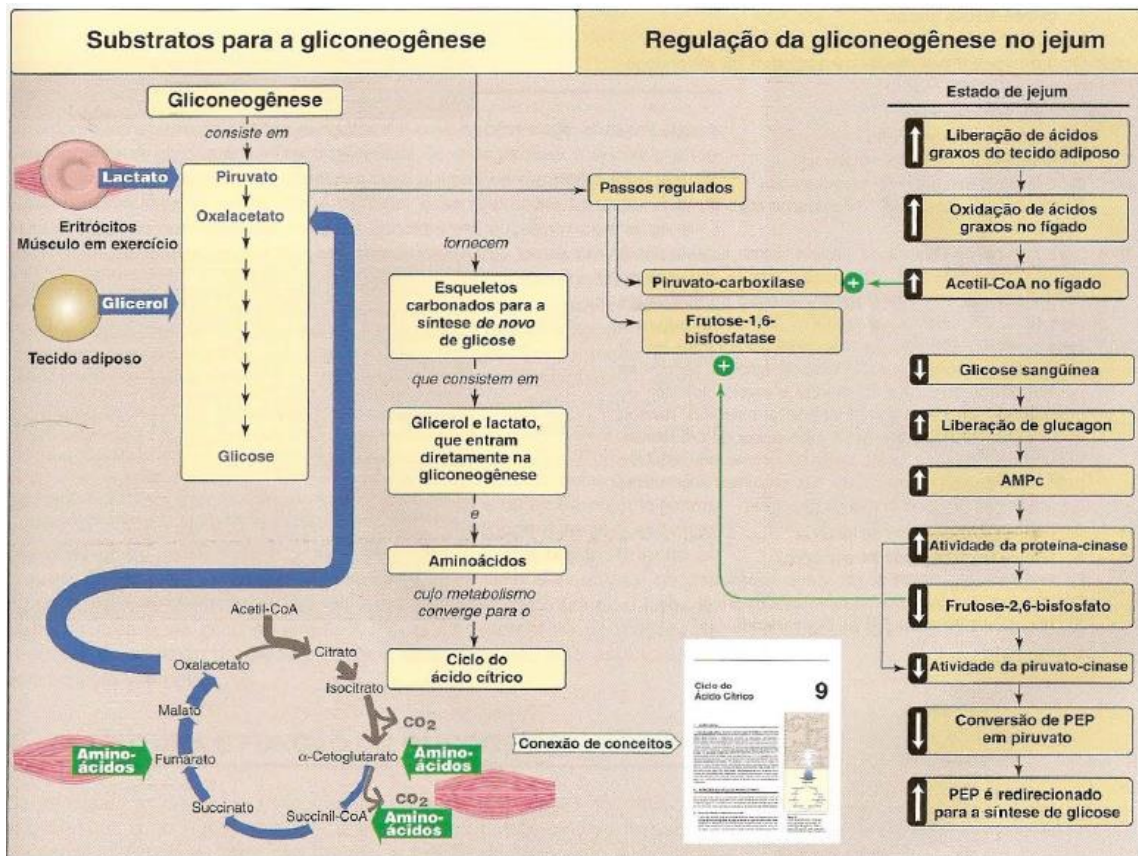 Substratos para a gliconeogênese
Regulação da gliconeogênese no jejum
Gliconeogênese
consiste em
Lactato
Piruvato
Oxalacetato
Eritrócitos
Músculo em exercício
Glicerol
Tecido adiposo
Glicose
fornecem
Esqueletos
carbonados para a
síntese de novo
de glicose
que consistem em
Glicerol e lactato,
que entram
diretamente na
gliconeogênese
e
Aminoácidos
cujo metabolismo
converge para o
Ciclo do
ácido cítrico
Acetil-CoA
Oxalacetato
Citrato
Isocitrato
CO2
Malato
Amino-
ácidos
Fumarato
α-Cetoglutarato
Amino-
ácidos
CO2
Succinato
Succinil-CoA
Amino-
ácidos
Conexão de conceitos
Ciclo do
Ácido Cítrico
9
Passos regulados
Piruvato-carboxilase
+
Frutose-1,6-
bisfosfatase
+
Estado de jejum
Liberação de ácidos
graxos do tecido adiposo
Oxidação de ácidos
graxos no fígado
Acetil-CoA no fígado
Glicose sangüínea
Liberação de glucagon
AMPc
Atividade da proteína-cinase
Frutose-2,6-bisfosfato
Atividade da piruvato-cinase
Conversão de PEP
em piruvato
PEP é redirecionado
para a síntese de glicose